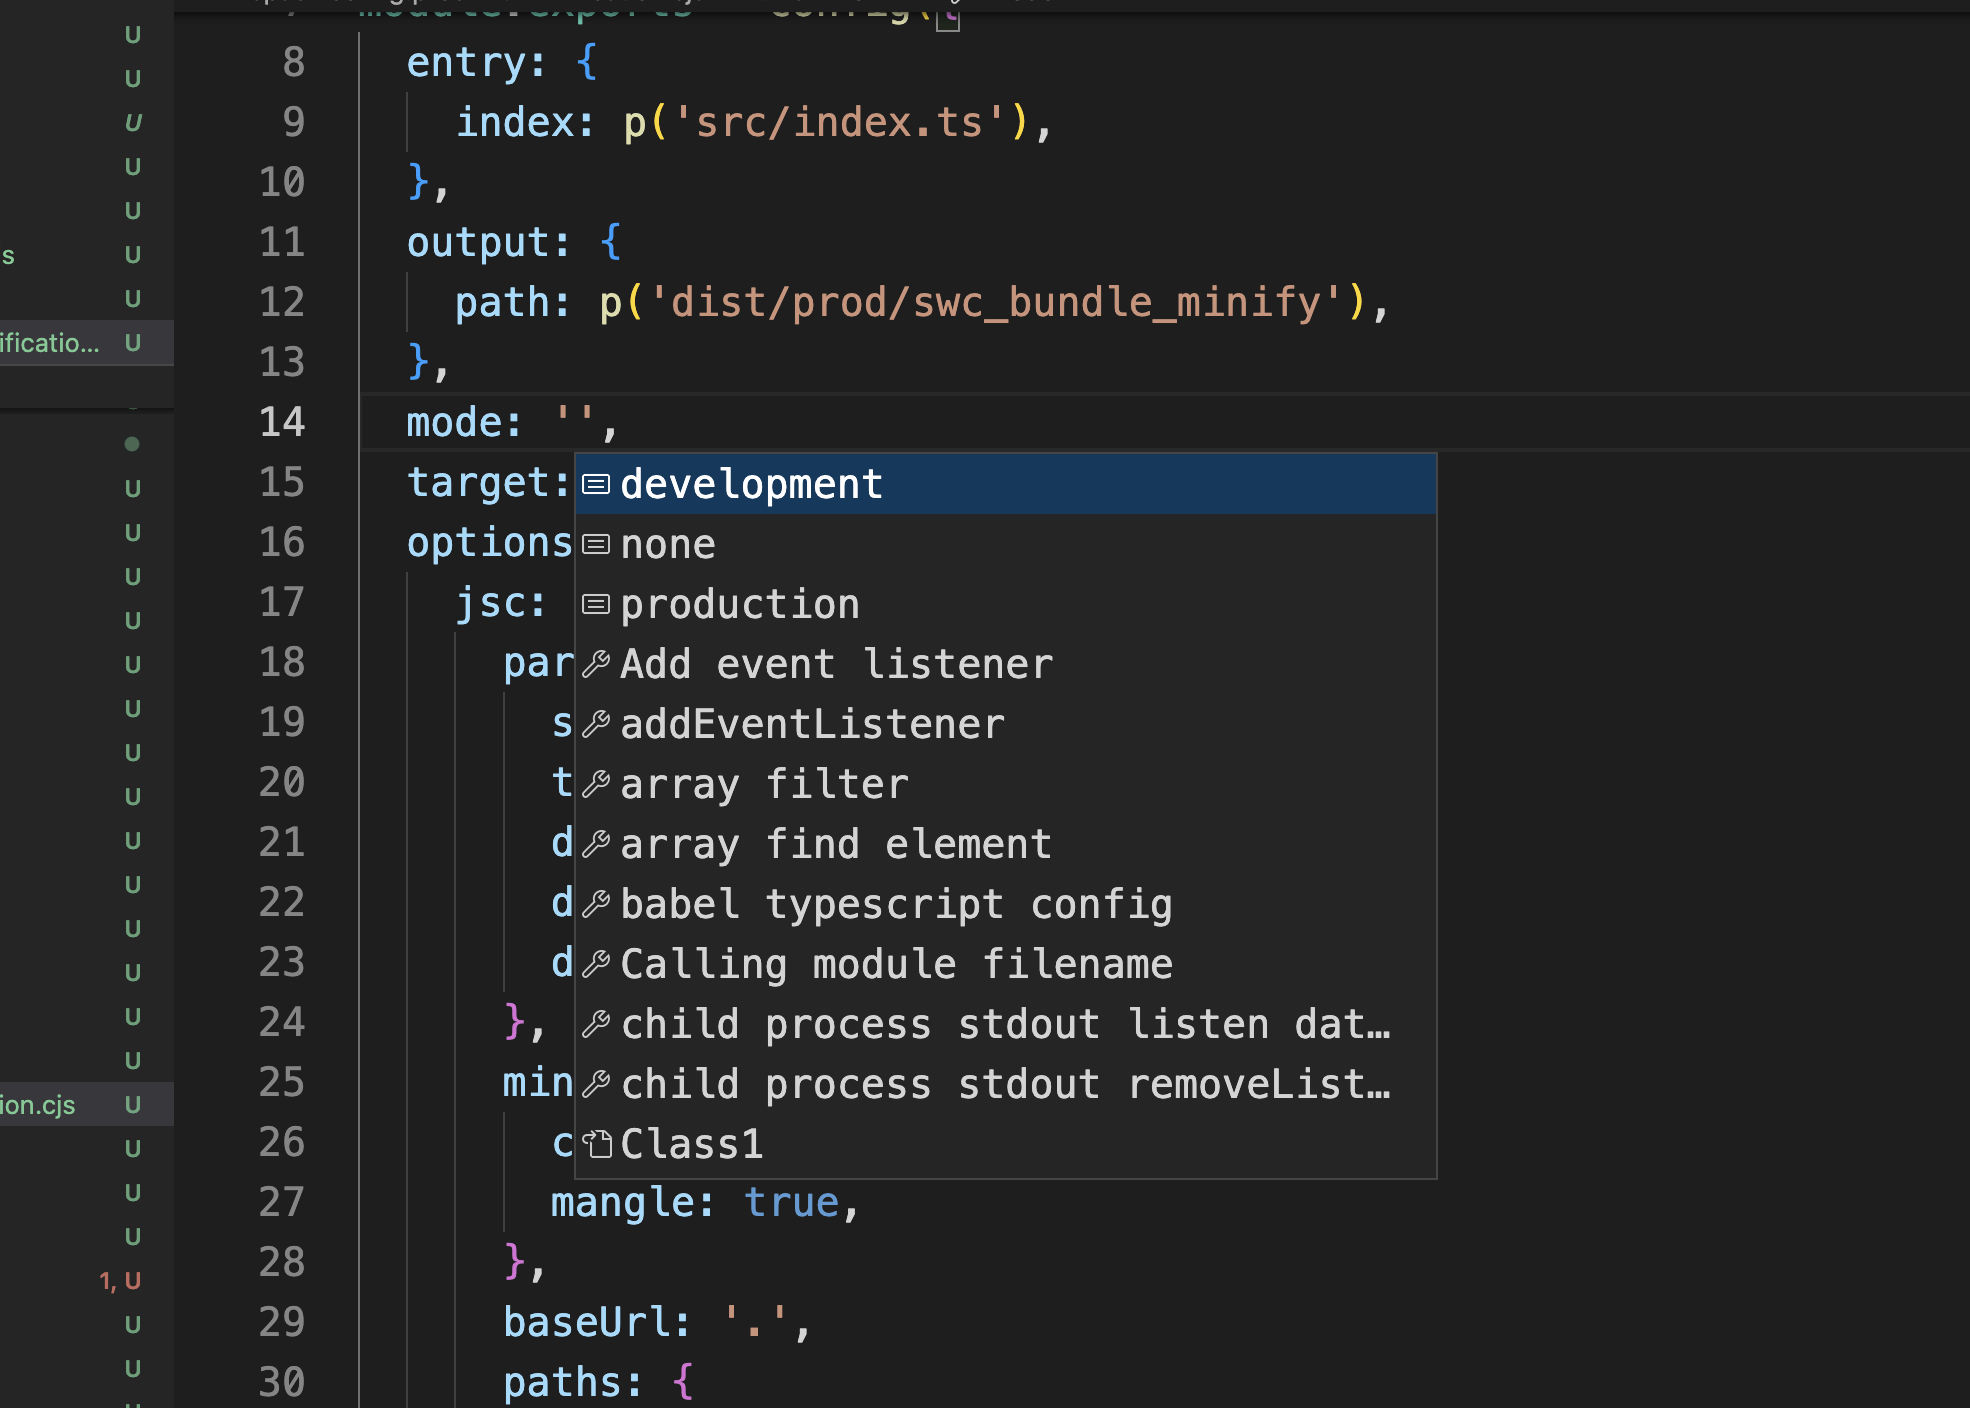 module.exports = config({
8 entry: {
9 index: p('src/index.ts'),
10 },
11 output: {
12 path: p('dist/prod/swc_bundle_minify'),
13 },
14 mode: '',
15 target:
16 options
17 jsc:
18 par
19 s
20 t
21 d
22 d
23 d
24 },
25 min
26 c
27 mangle: true,
28 },
29 baseUrl: '.',
30 paths: {
development
none
production
Add event listener
addEventListener
array filter
array find element
babel typescript config
Calling module filename
child process stdout listen dat…
child process stdout removeList…
Class1
U
U
U
U
U
s U
U
ificatio... U
U
U
U
U
U
U
U
U
U
U
U
U
U
U
ion.cjs U
U
U
U
1, U
U
U